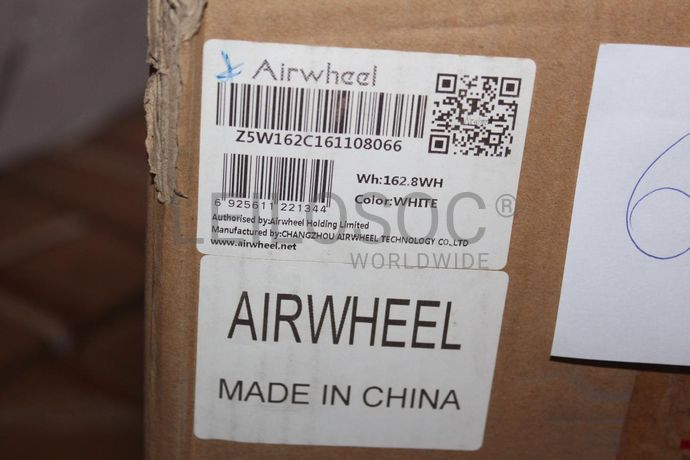 Airwheel
Z5W162C161108066
6 925611 221344
Wh:162.8WH
Color:WHITE
Authorised by:Airwheel Holding Limited
Manufactured by:CHANGZHOU AIRWHEEL TECHNOLOGY CO.,LTD
www.airwheel.net
LEILOSOC®
WORLDWIDE
AIRWHEEL
MADE IN CHINA